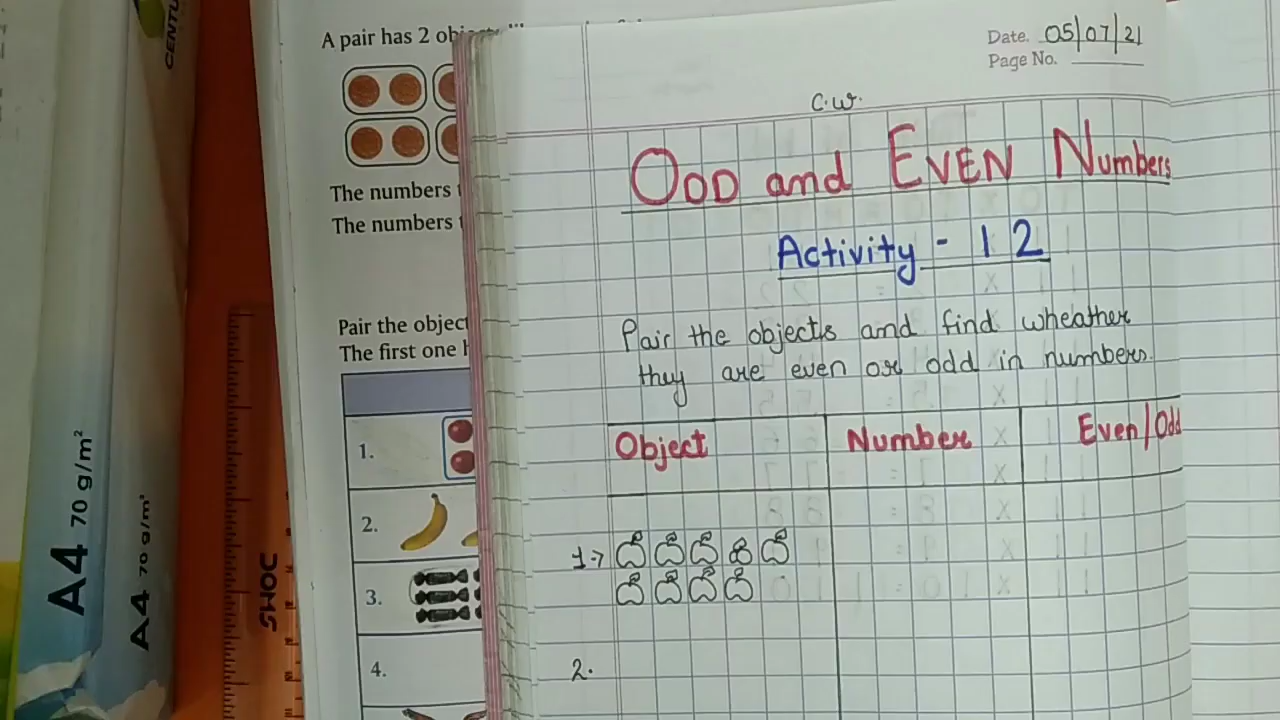 CENTU
A4 70 g/m²
A4 70 g/m²
SHOC
A pair has 2
The numbers
The numbers
Pair the object
The first one
1.
2.
3.
4.
Date. 05/07/21
Page No.
C.W.
ODD and EVEN Numbers
Activity - 12
Pair the objects and find wheather
they are even or odd in numbers.
Object Number Even/Odd
1→
2.